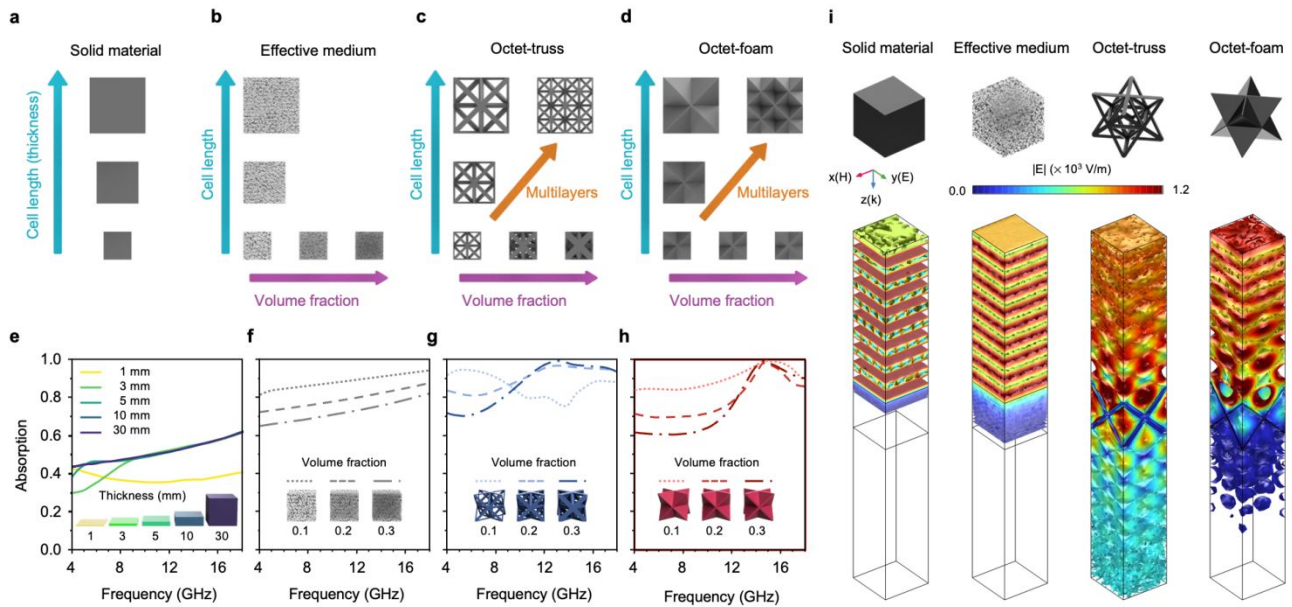 a
Solid material
Cell length (thickness)
b
Effective medium
Cell length
Volume fraction
c
Octet-truss
Cell length
Multilayers
Volume fraction
d
Octet-foam
Cell length
Multilayers
Volume fraction
e
Absorption
1.0
0.8
0.6
0.4
0.2
0.0
1 mm
3 mm
5 mm
10 mm
30 mm
Thickness (mm)
1 3 5 10 30
4 8 12 16
Frequency (GHz)
f
Volume fraction
0.1 0.2 0.3
4 8 12 16
Frequency (GHz)
g
Volume fraction
0.1 0.2 0.3
4 8 12 16
Frequency (GHz)
h
Volume fraction
0.1 0.2 0.3
4 8 12 16
Frequency (GHz)
i
Solid material Effective medium Octet-truss Octet-foam
x(H) y(E)
z(k)
|E| (× 10³ V/m)
0.0 1.2